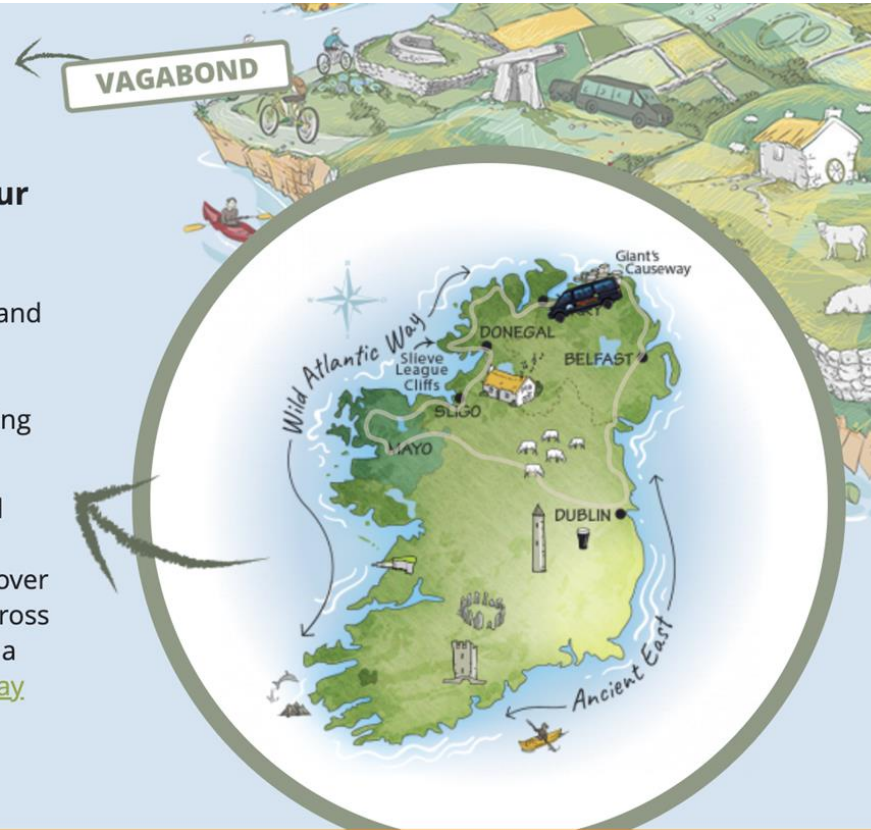 VAGABOND
ur
and
ng
over
ross
a
ay
Giant's
Causeway
Wild Atlantic Way
DONEGAL
Slieve
League
Cliffs
BELFAST
SLIGO
MAYO
DUBLIN
Ancient East